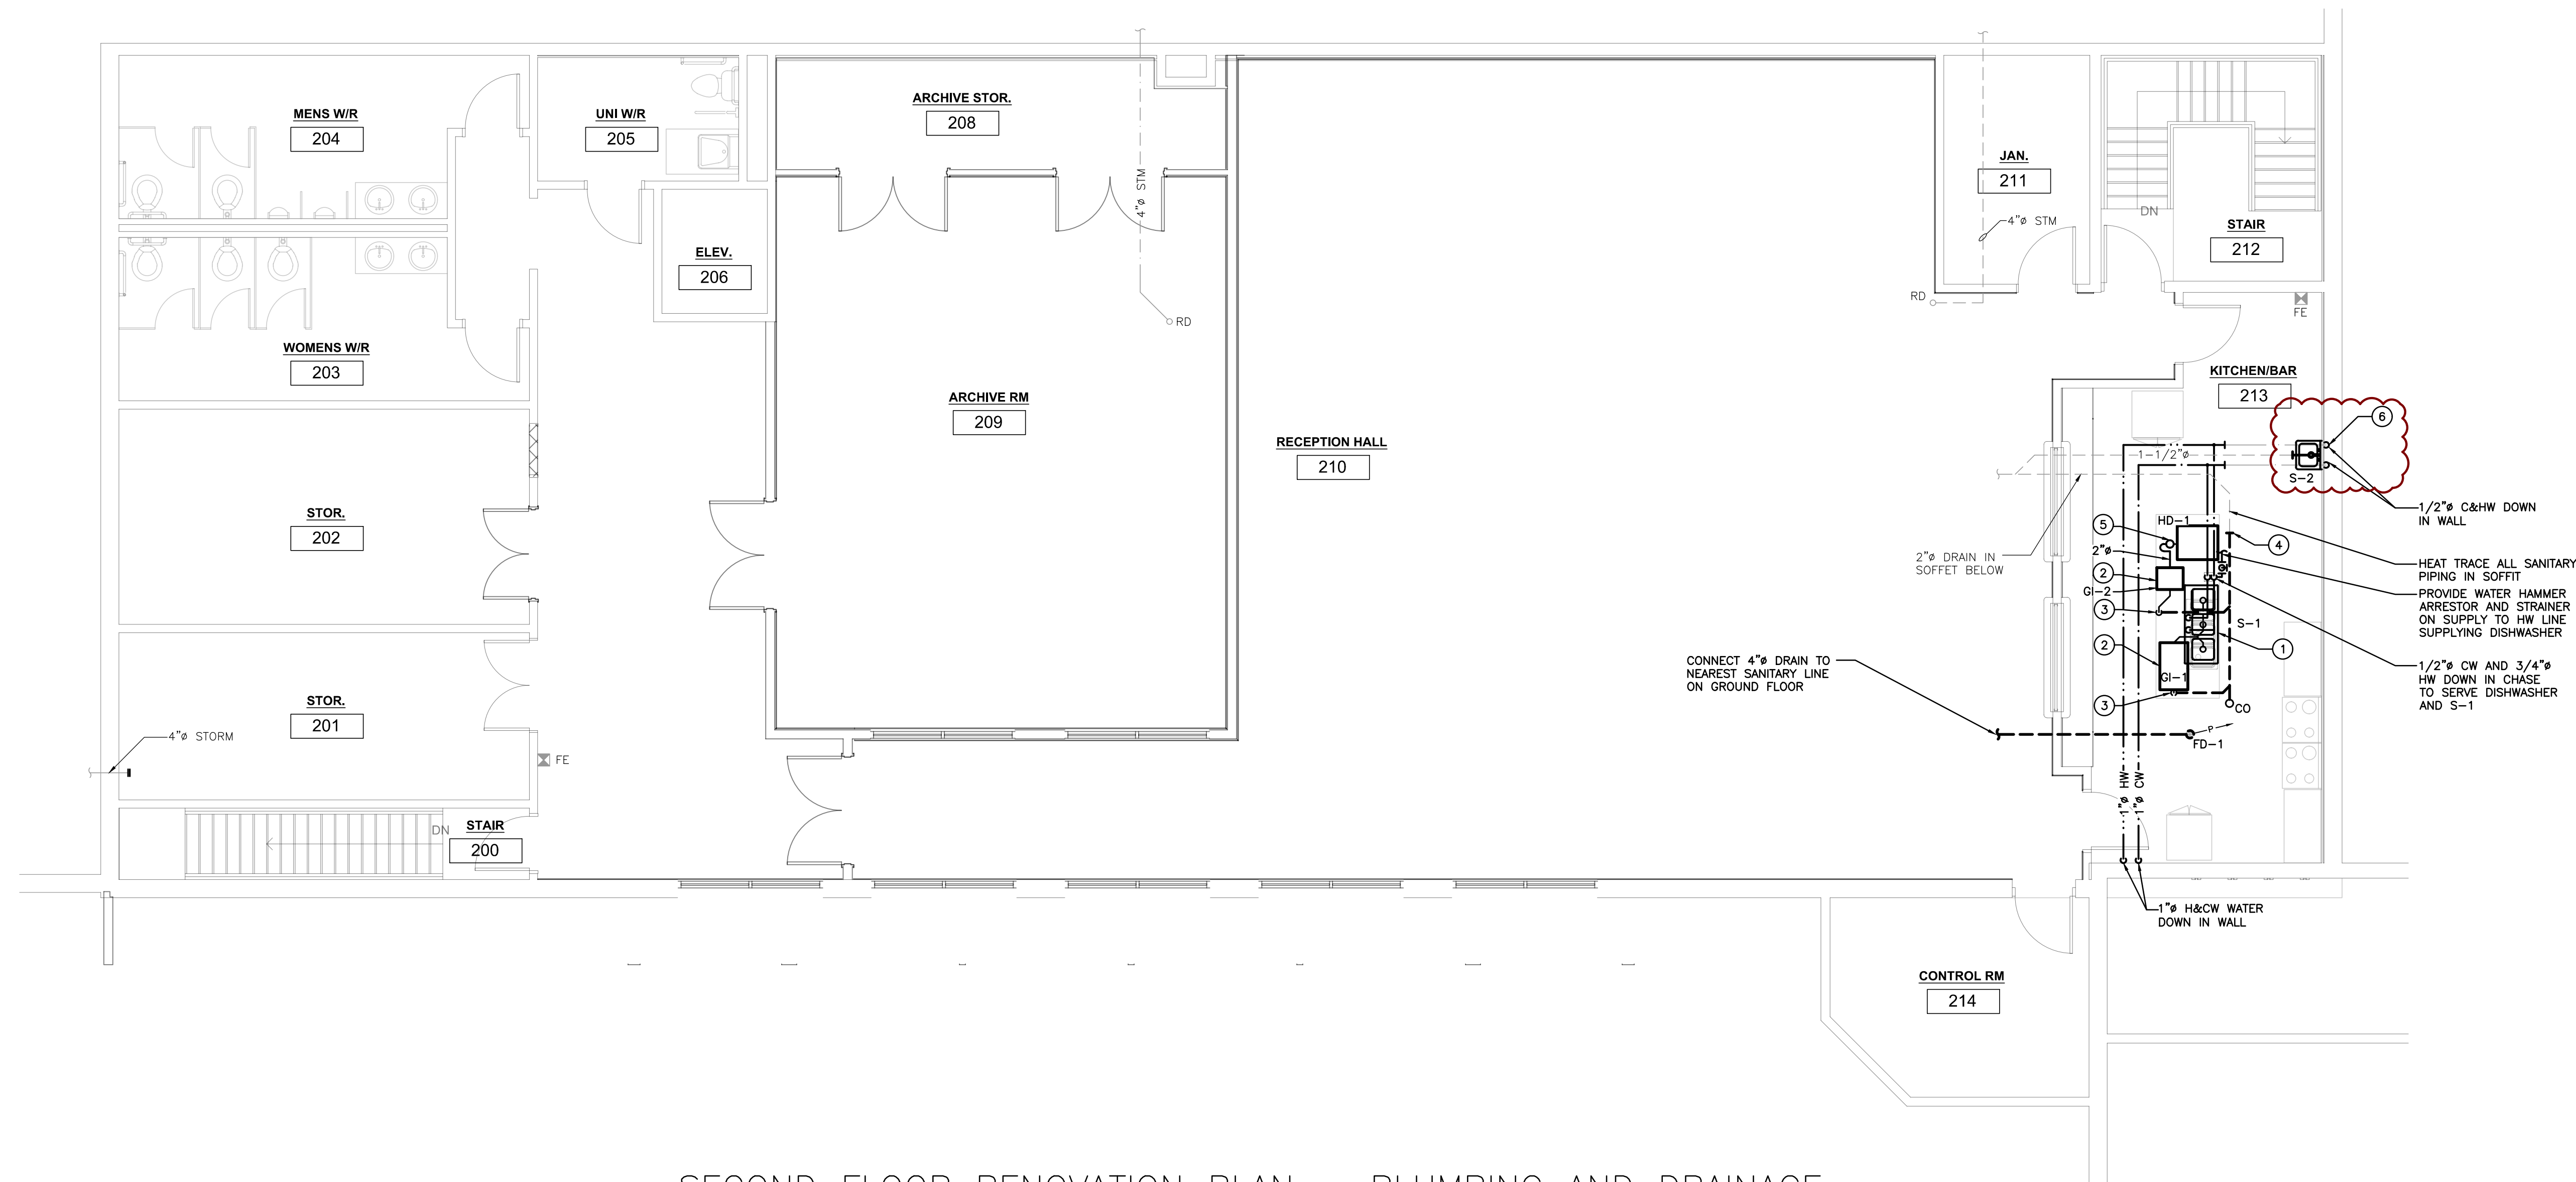 MENS W/R
204
UNI W/R
205
ARCHIVE STOR.
208
4"ø STM
JAN.
211
4"ø STM
DN
STAIR
212
ELEV.
206
RD
RD
FE
WOMENS W/R
203
ARCHIVE RM
209
RECEPTION HALL
210
KITCHEN/BAR
213
6
1-1/2"ø
S-2
1/2"ø C&HW DOWN
IN WALL
STOR.
202
HD-1
5
4
2"ø
2"ø DRAIN IN
SOFFET BELOW
2
GI-2
3
HEAT TRACE ALL SANITARY
PIPING IN SOFFIT
PROVIDE WATER HAMMER
ARRESTOR AND STRAINER
ON SUPPLY TO HW LINE
SUPPLYING DISHWASHER
S-1
2
1
CONNECT 4"ø DRAIN TO
NEAREST SANITARY LINE
ON GROUND FLOOR
GI-1
1/2"ø CW AND 3/4"ø
HW DOWN IN CHASE
TO SERVE DISHWASHER
AND S-1
3
CO
STOR.
201
4"ø STORM
P
FD-1
FE
1"ø HW
1"ø CW
DN
STAIR
200
1"ø H&CW WATER
DOWN IN WALL
CONTROL RM
214
SECOND FLOOR RENOVATION PLAN - PLUMBING AND DRAINAGE